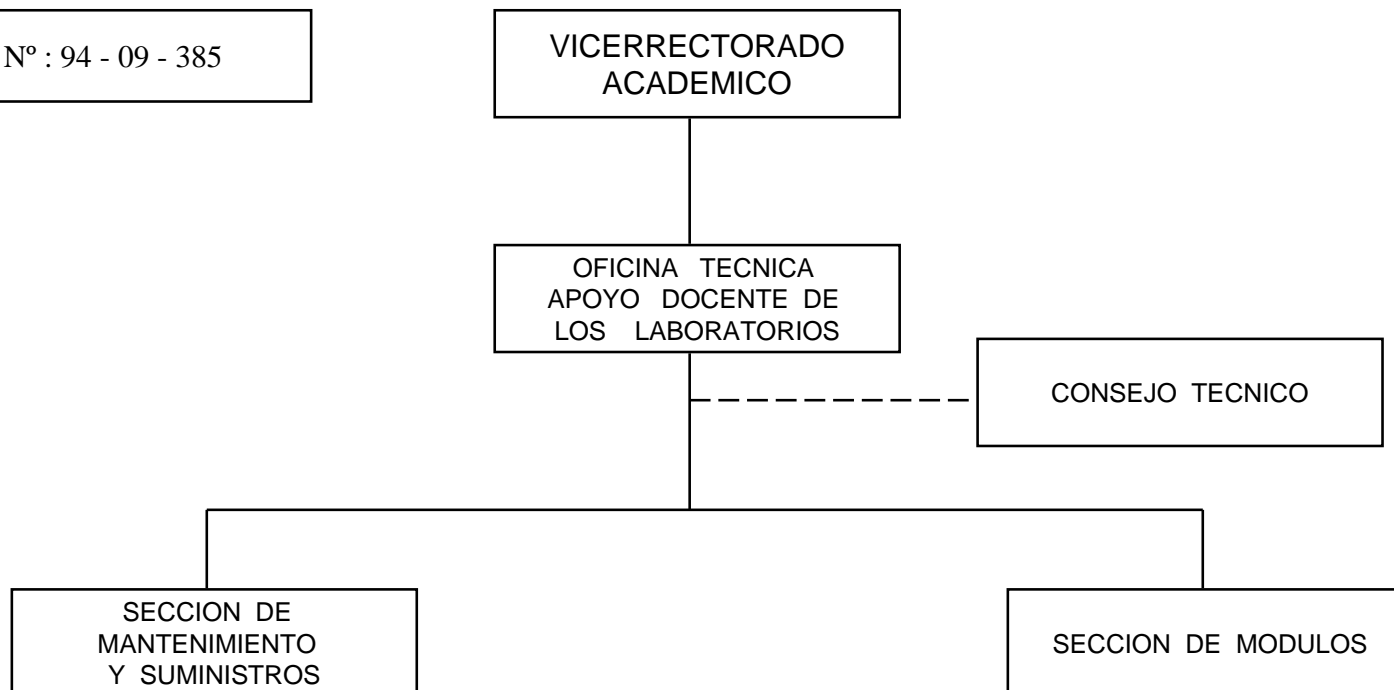 Nº : 94 - 09 - 385
VICERRECTORADO
ACADEMICO
OFICINA TECNICA
APOYO DOCENTE DE
LOS LABORATORIOS
CONSEJO TECNICO
SECCION DE
MANTENIMIENTO
Y SUMINISTROS
SECCION DE MODULOS